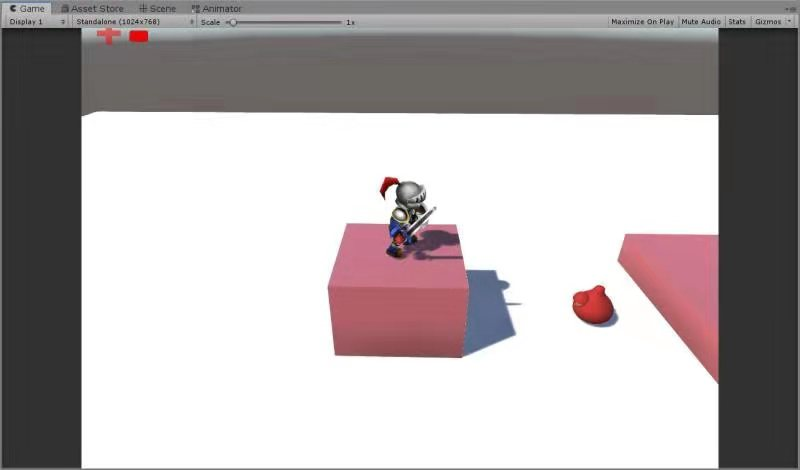 Game Asset Store Scene Animator
Display 1 Standalone (1024x768) Scale 1x Maximize On Play Mute Audio Stats Gizmos